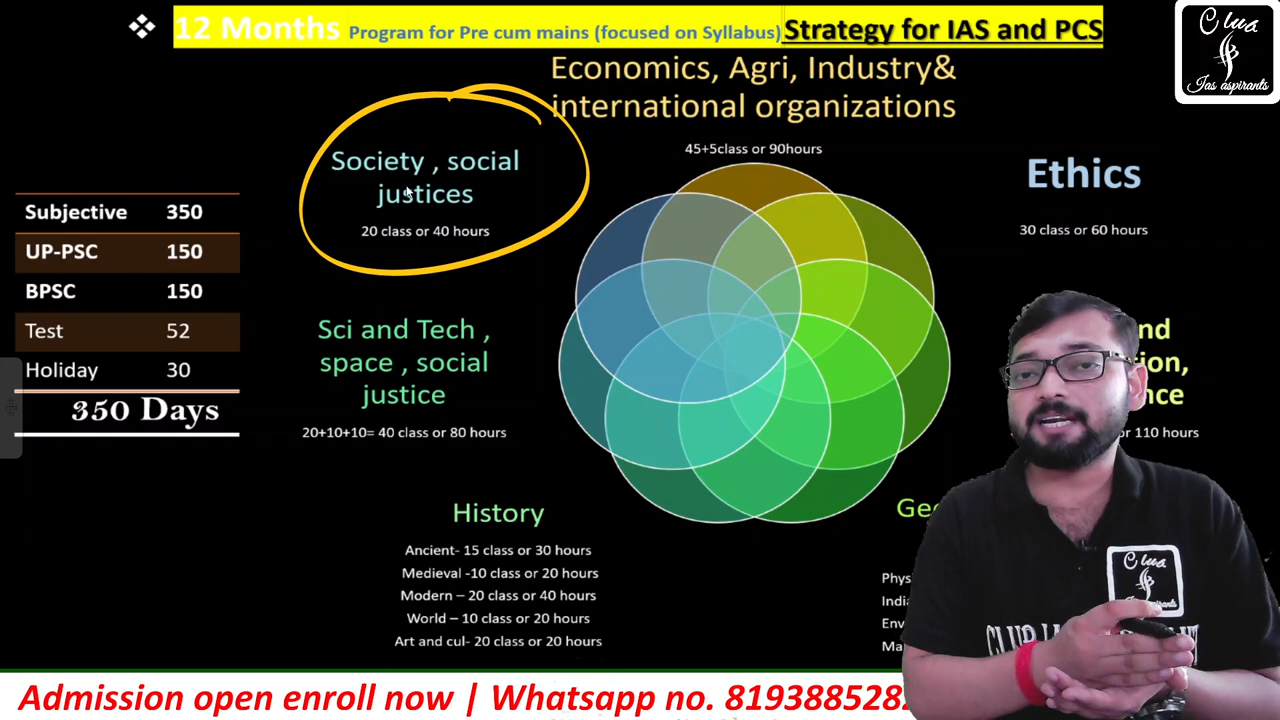 ❖ 12 Months Program for Pre cum mains (focused on Syllabus) Strategy for IAS and PCS
Club
Ias aspirants
Economics, Agri, Industry&
international organizations
45+5class or 90hours
Society , social
justices
20 class or 40 hours
Ethics
30 class or 60 hours
Subjective 350
UP-PSC 150
BPSC 150
Test 52
Holiday 30
350 Days
Sci and Tech ,
space , social
justice
20+10+10= 40 class or 80 hours
or 110 hours
History
Ancient- 15 class or 30 hours
Medieval -10 class or 20 hours
Modern – 20 class or 40 hours
World – 10 class or 20 hours
Art and cul- 20 class or 20 hours
Admission open enroll now | Whatsapp no. 819388528